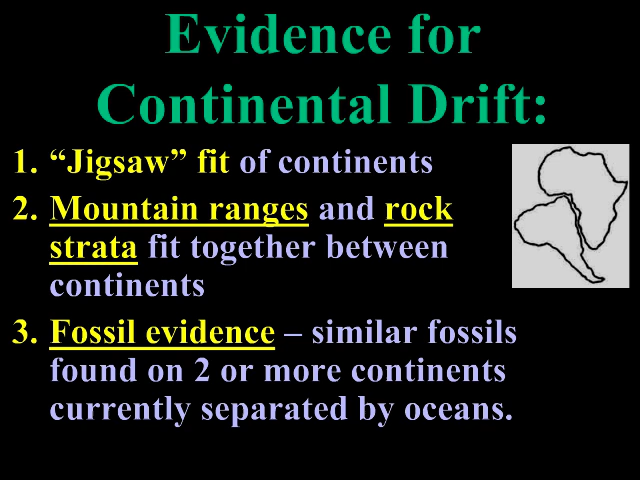 Evidence for
Continental Drift:
1. “Jigsaw” fit of continents
2. Mountain ranges and rock
strata fit together between
continents
3. Fossil evidence – similar fossils
found on 2 or more continents
currently separated by oceans.